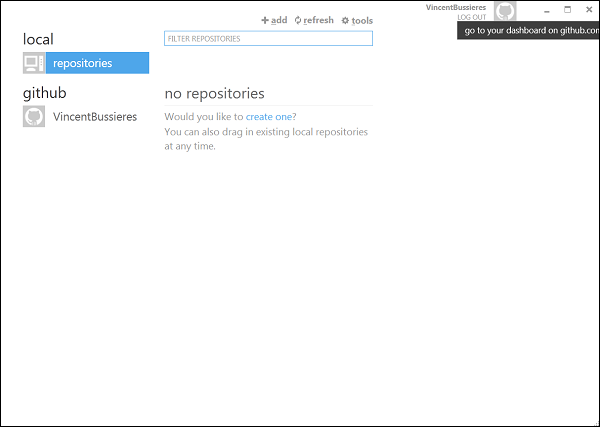 VincentBussieres
LOG OUT
go to your dashboard on github.com
add refresh tools
FILTER REPOSITORIES
local
repositories
github
VincentBussieres
no repositories
Would you like to create one?
You can also drag in existing local repositories
at any time.